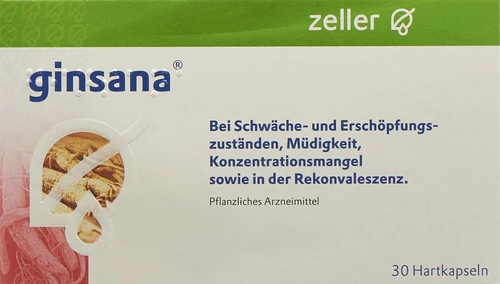 zeller
ginsana®
Bei Schwäche- und Erschöpfungs-
zuständen, Müdigkeit,
Konzentrationsmangel
sowie in der Rekonvaleszenz.
Pflanzliches Arzneimittel
30 Hartkapseln